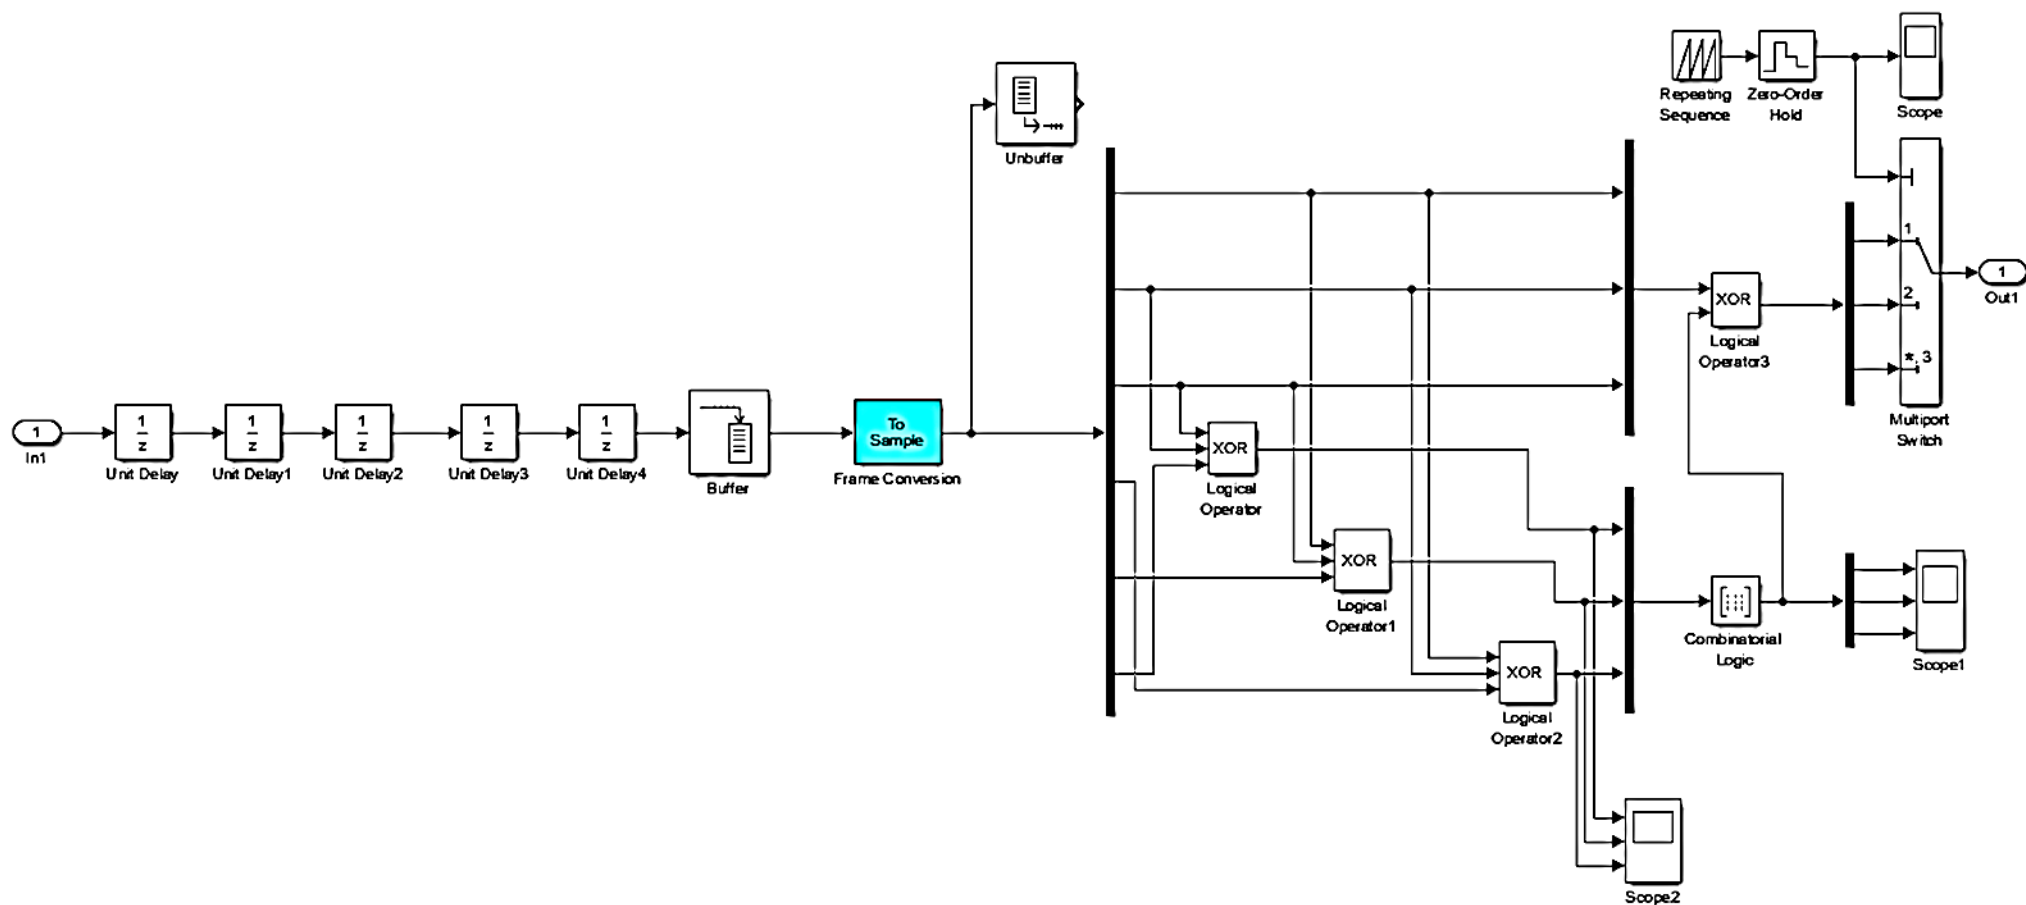 Repeating
Sequence
Zero-Order
Hold
Scope
Unbuffer
1
2
*, 3
Multiport
Switch
1
Out1
XOR
Logical
Operator3
1
In1
1
z
Unit Delay
1
z
Unit Delay1
1
z
Unit Delay2
1
z
Unit Delay3
1
z
Unit Delay4
Buffer
To
Sample
Frame Conversion
XOR
Logical
Operator
XOR
Logical
Operator1
XOR
Logical
Operator2
Combinatorial
Logic
Scope1
Scope2